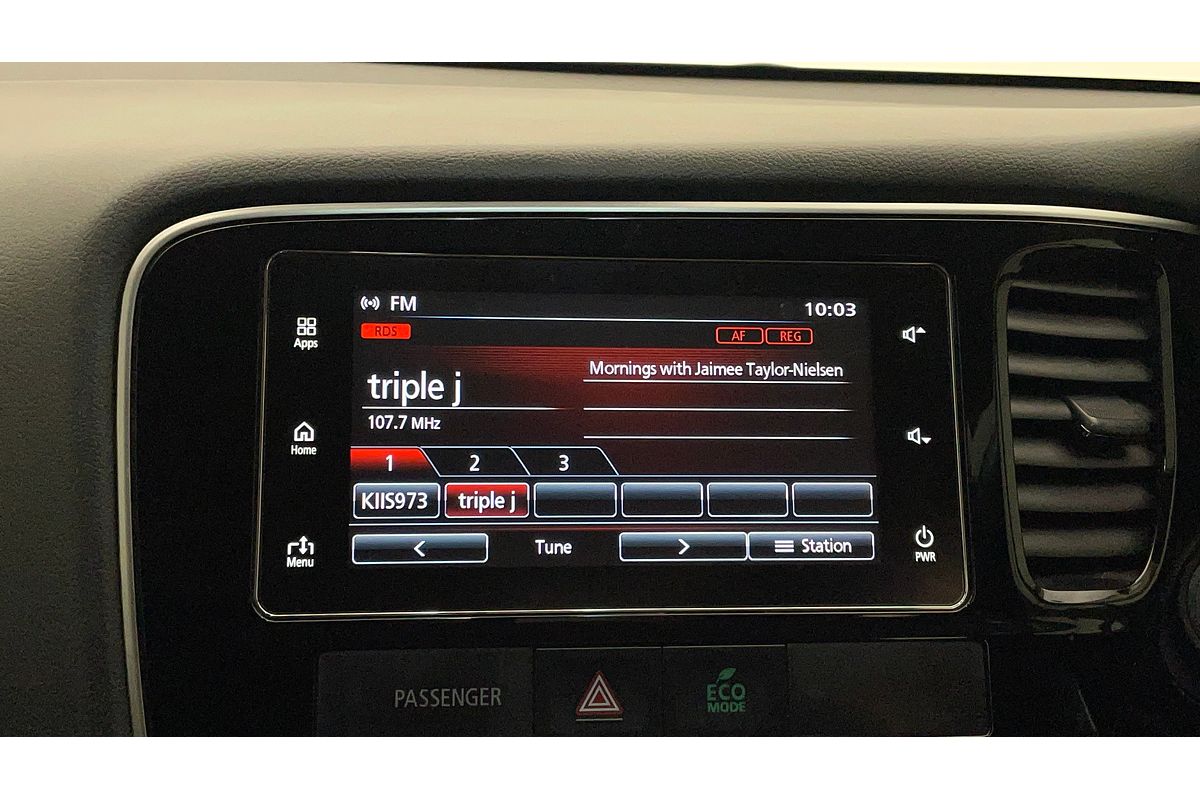 FM
10:03
RDS
AF
REG
Apps
triple j
Mornings with Jaimee Taylor-Nielsen
107.7 MHz
Home
1
2
3
KIIS973
triple j
< Tune >
Station
Menu
PWR
PASSENGER
ECO
MODE